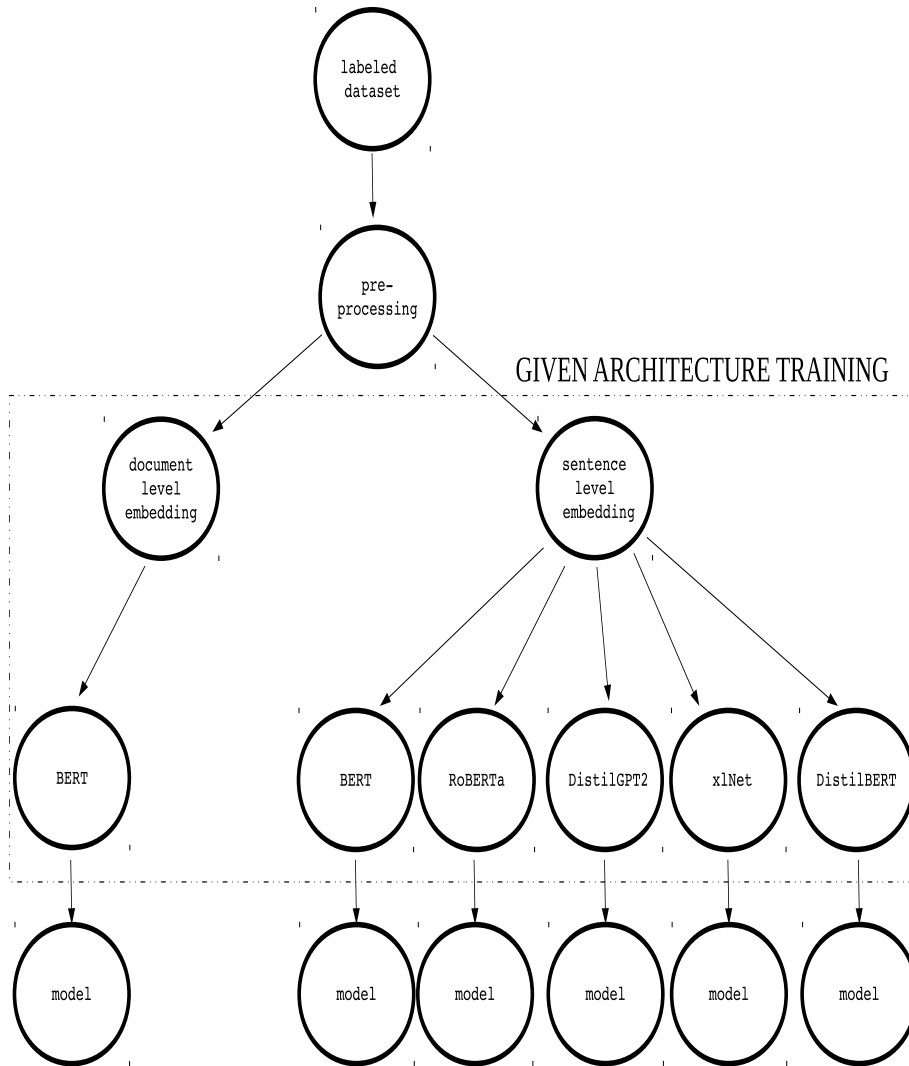 labeled
dataset
pre-
processing
GIVEN ARCHITECTURE TRAINING
document
level
embedding
sentence
level
embedding
BERT
BERT
RoBERTa
DistilGPT2
xlNet
DistilBERT
model
model
model
model
model
model